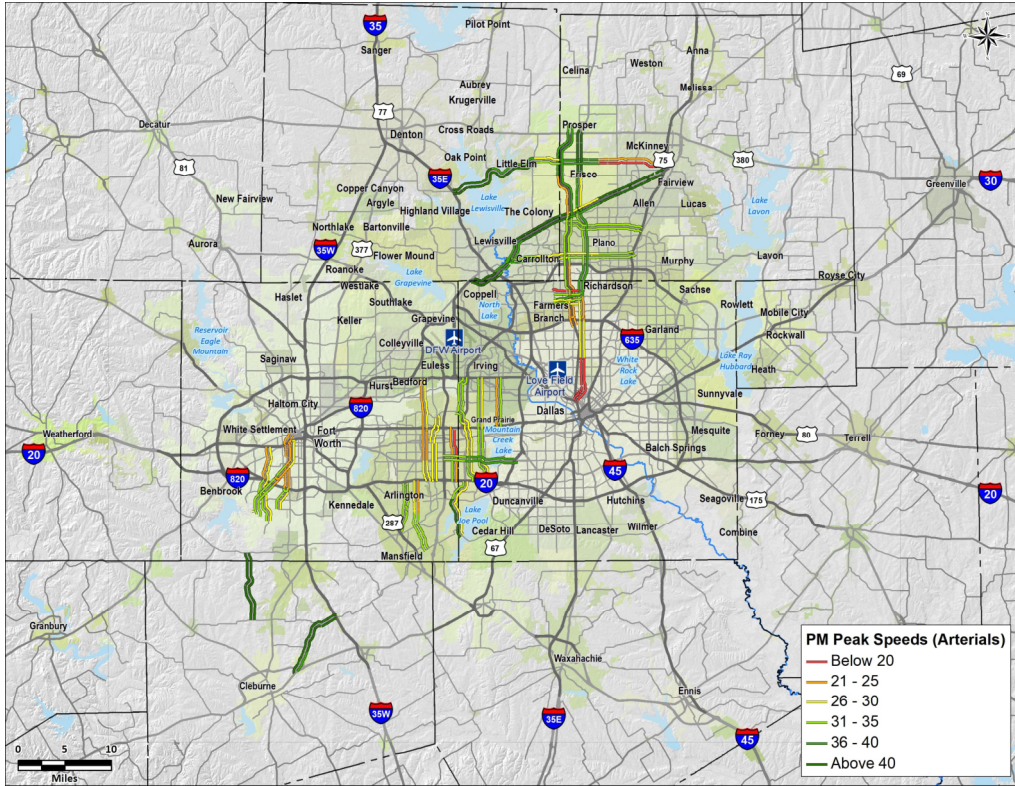 35
Pilot Point
N
Sanger
Anna
Weston
Celina
69
Melissa
Aubrey
Krugerville
77
Decatur
Denton
Cross Roads
Prosper
McKinney
Oak Point
Little Elm
75
380
81
35E
Frisco
Fairview
Greenville
30
Copper Canyon
Argyle
Lake
Lewisville
Lake
Lavon
New Fairview
Highland Village
The Colony
Allen
Lucas
Northlake
Bartonville
Aurora
35W
377
Lewisville
Plano
Flower Mound
Carrollton
Murphy
Lavon
Roanoke
Lake
Grapevine
Royse City
Westlake
Haslet
Coppell
Richardson
Sachse
Southlake
North
Lake
Farmers
Branch
Rowlett
Mobile City
Keller
Grapevine
Reservoir
Eagle
Mountain
Garland
Rockwall
Colleyville
DFW Airport
635
Saginaw
Euless
Irving
White
Rock
Lake
Lake Ray
Hubbard
Heath
Hurst
Bedford
Love Field
Airport
Sunnyvale
Haltom City
820
Dallas
Grand Prairie
White Settlement
Fort
Worth
Mountain
Creek
Lake
Mesquite
Weatherford
Forney
80
Terrell
20
Balch Springs
820
45
Benbrook
20
20
Arlington
Duncanville
Hutchins
Seagoville
175
Kennedale
Lake
Joe Pool
287
Cedar Hill
DeSoto
Lancaster
Wilmer
Combine
67
Mansfield
Granbury
Waxahachie
Cleburne
Ennis
35W
35E
45
PM Peak Speeds (Arterials)
Below 20
21 - 25
26 - 30
31 - 35
36 - 40
Above 40
0 5 10
Miles